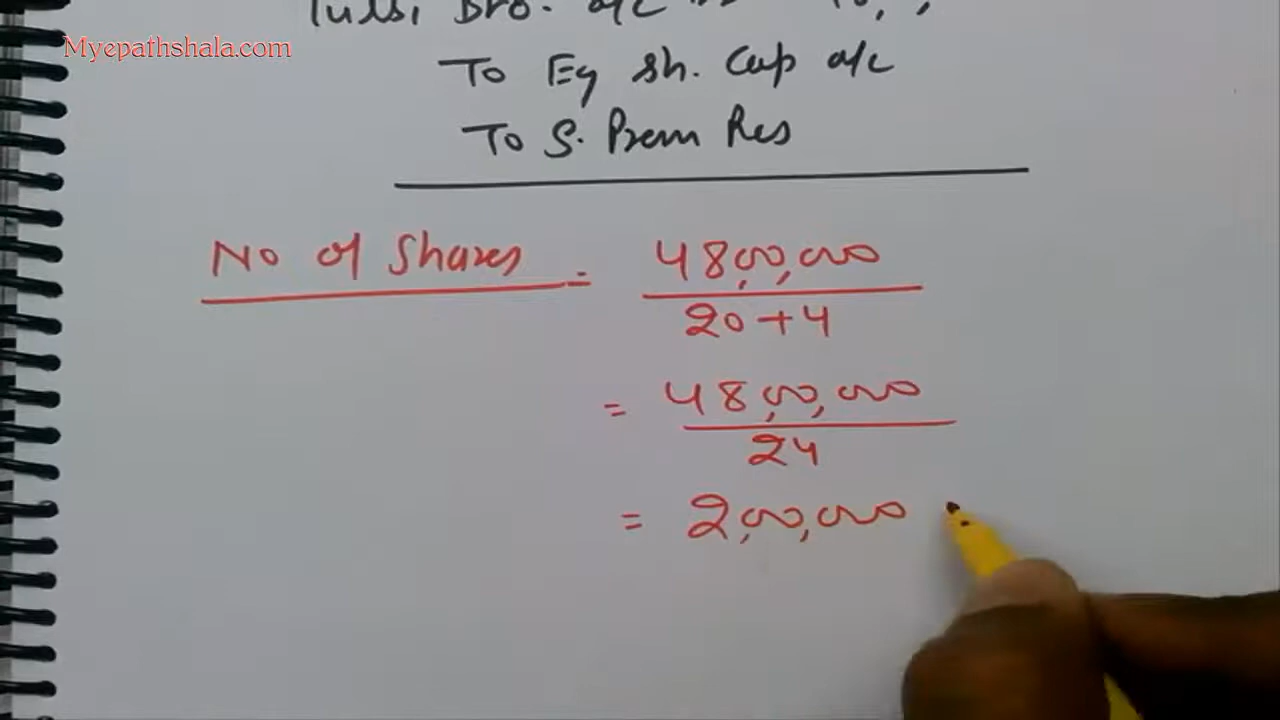 Myepathshala.com
To Eq sh. Cap a/c
To S. Prem Res
No of Shares = 48,00,000
20+4
= 48,00,000
24
= 2,00,000